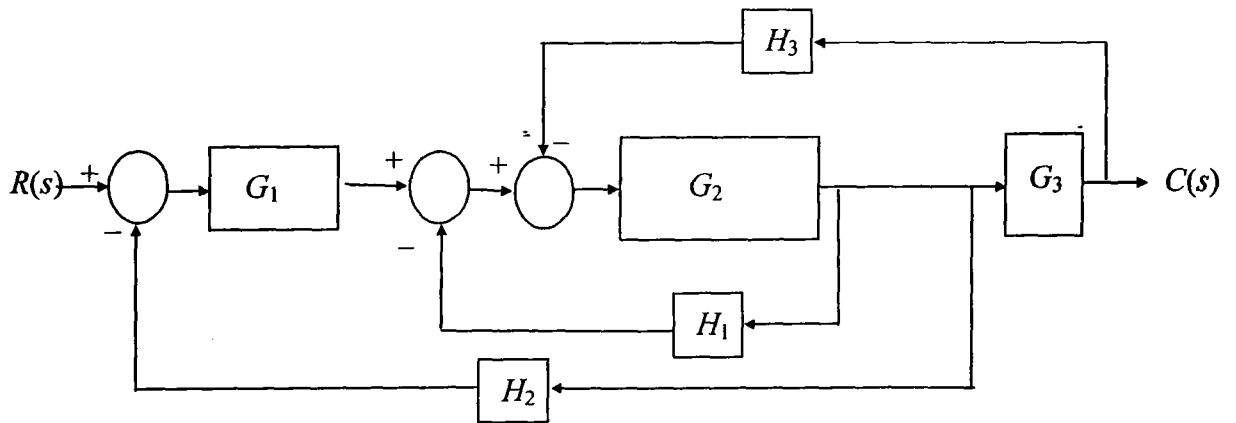 H₃
R(s)
+
−
G₁
+
−
+
−
G₂
G₃
C(s)
H₁
H₂